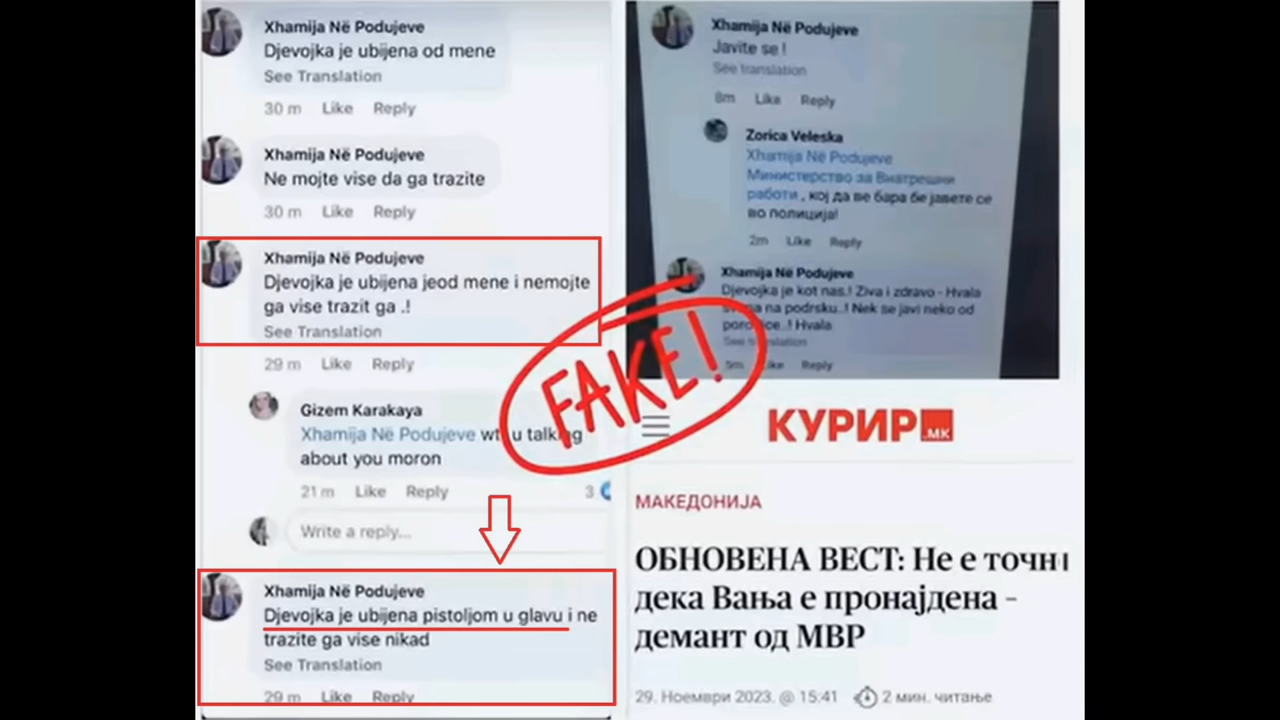 Xhamija Në Podujeve
Djevojka je ubijena od mene
See Translation
30 m Like Reply
Xhamija Në Podujeve
Ne mojte vise da ga trazite
30 m Like Reply
Xhamija Në Podujeve
Djevojka je ubijena jeod mene i nemojte
ga vise trazit ga .!
See Translation
29 m Like Reply
Gizem Karakaya
Xhamija Në Podujeve u talking
about you moron
21 m Like Reply 3
Write a reply...
Xhamija Në Podujeve
Djevojka je ubijena pistoljom u glavu i ne
trazite ga vise nikad
See Translation
29 m Like Reply
Xhamija Në Podujeve
Javite se !
See translation
8m Like Reply
Zorica Veleska
Xhamija Në Podujeve
Министерство за Внатрешни
работи , кој да ве бара бе јавете се
во полиција!
2m Like Reply
Xhamija Në Podujeve
Djevojka je kot nas.! Ziva i zdravo - Hvala
na podrsku..! Nek se javi neko od
Hvala
5m Like Reply
FAKE!
КУРИР.МК
МАКЕДОНИЈА
ОБНОВЕНА ВЕСТ: Не е точн
дека Вања е пронајдена –
демант од МВР
29. Ноември 2023. @ 15:41 2 мин. читање